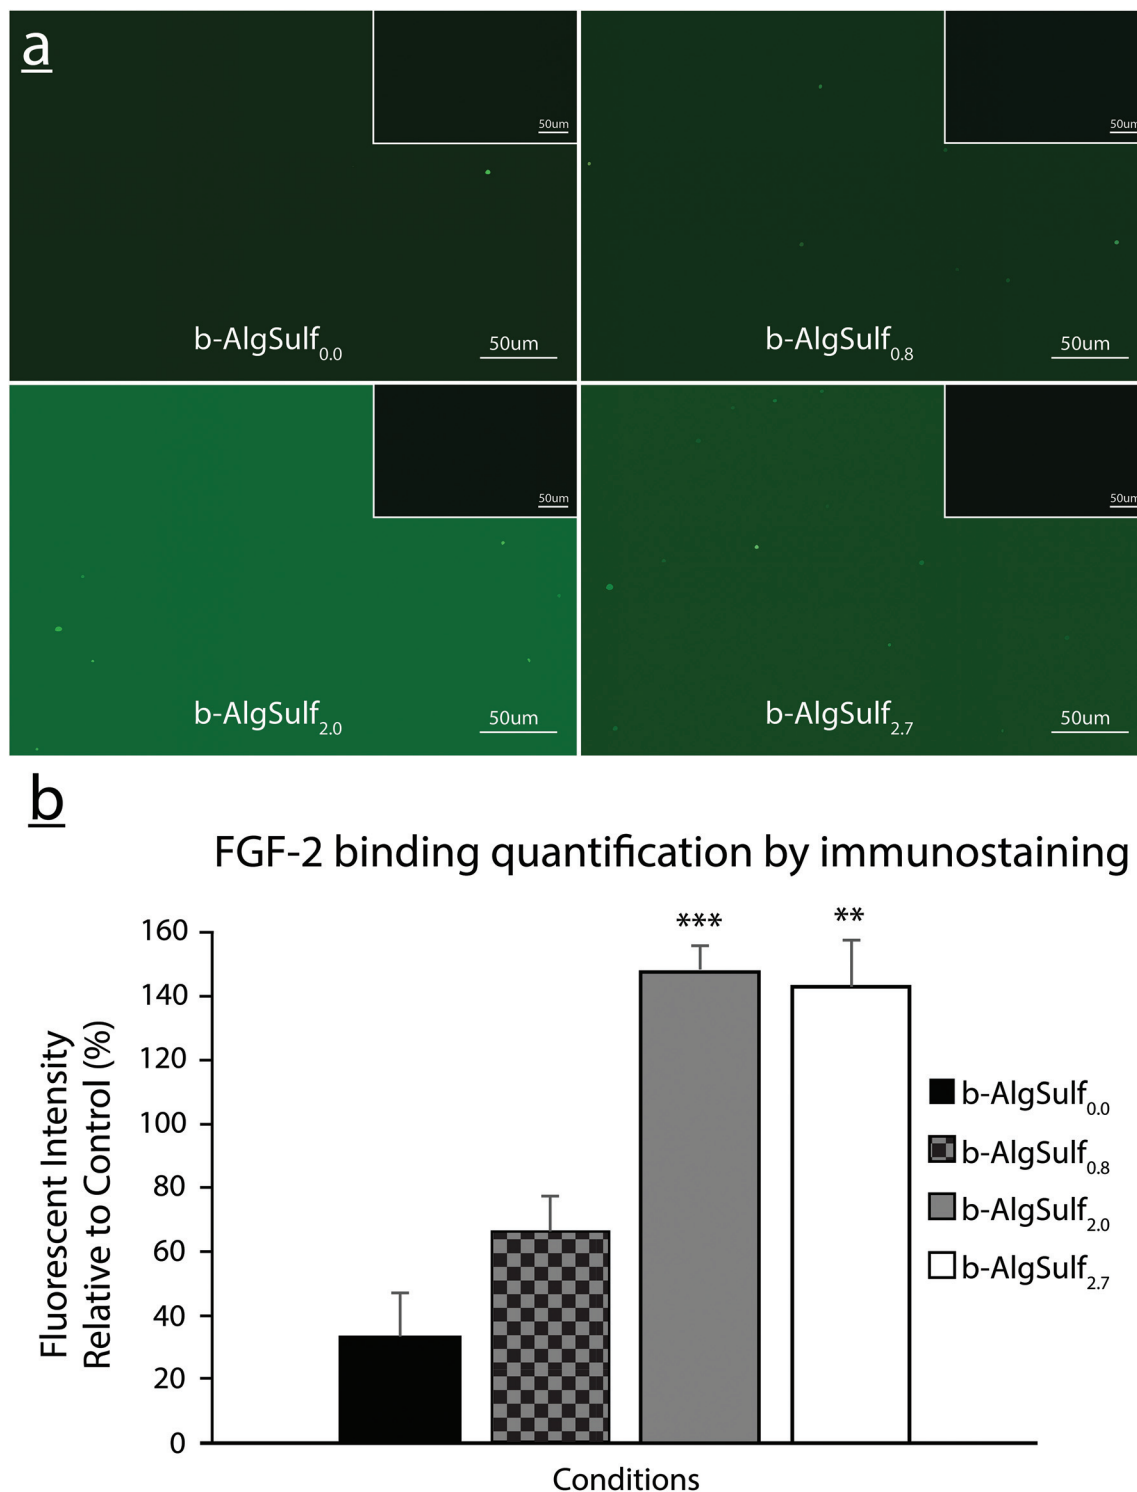 a
50um
50um
b-AlgSulf0.0
50um
b-AlgSulf0.8
50um
50um
50um
b-AlgSulf2.0
50um
b-AlgSulf2.7
50um
b
FGF-2 binding quantification by immunostaining
Fluorescent Intensity
Relative to Control (%)
160
140
120
100
80
60
40
20
0
***
**
b-AlgSulf0.0
b-AlgSulf0.8
b-AlgSulf2.0
b-AlgSulf2.7
Conditions